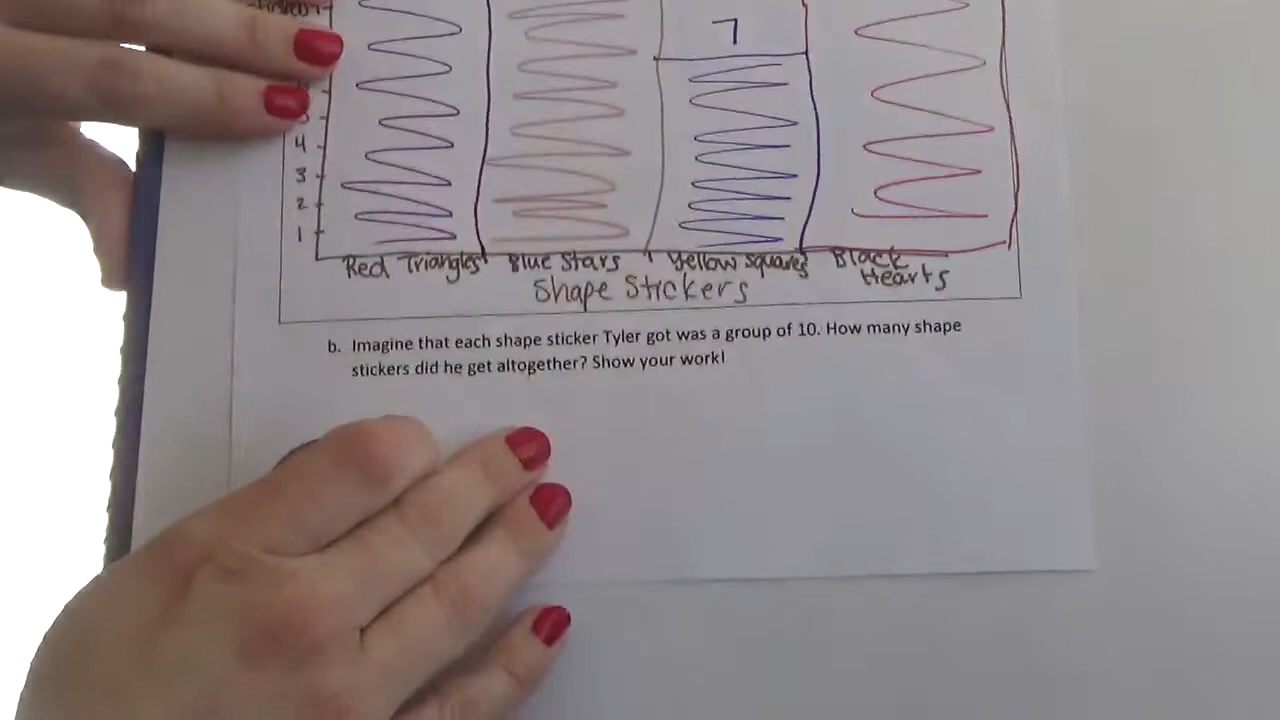 7
4
3
2
1
Red Triangles Blue Stars Yellow Squares Black
Hearts
Shape Stickers
b. Imagine that each shape sticker Tyler got was a group of 10. How many shape
stickers did he get altogether? Show your work!